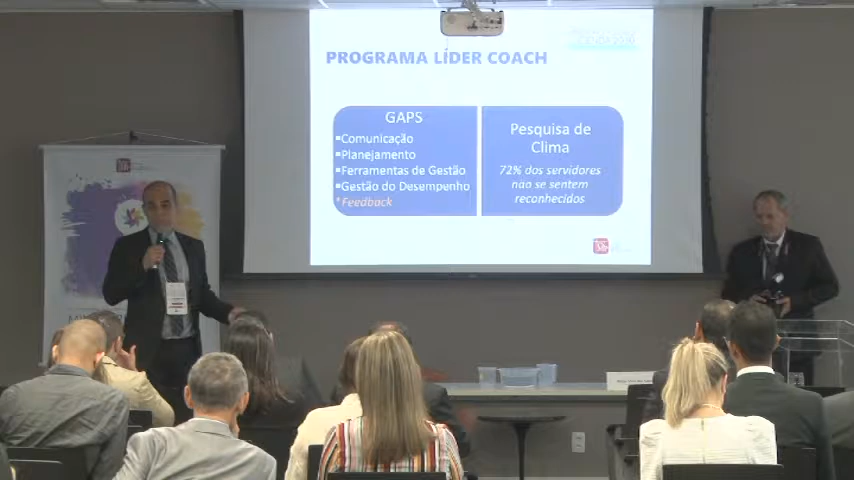 PROGRAMA LÍDER COACH
GAPS
▪Comunicação
▪Planejamento
▪Ferramentas de Gestão
▪Gestão do Desempenho
*Feedback
Pesquisa de
Clima
72% dos servidores
não se sentem
reconhecidos